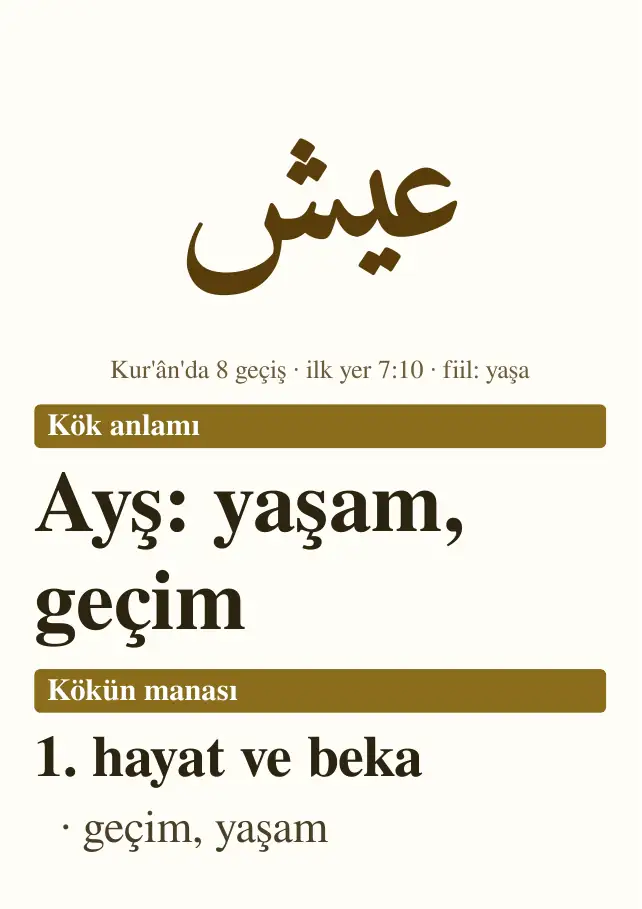 عيش
Kur'ân'da 8 geçiş · ilk yer 7:10 · fiil: yaşa
Kök anlamı
Ayş: yaşam,
geçim
Kökün manası
1. hayat ve beka
· geçim, yaşam